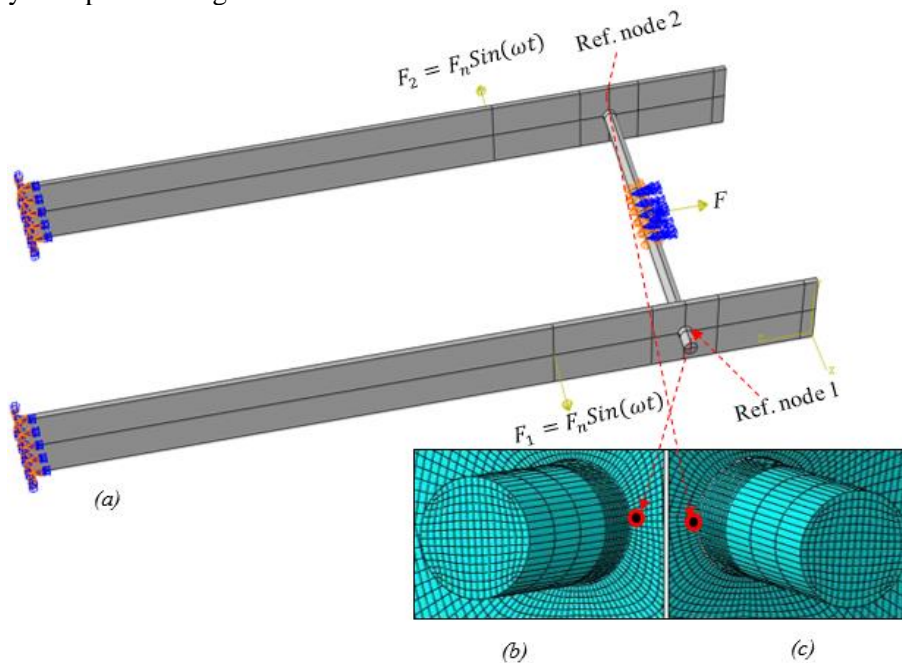 Ref. node 2
F₂ = FₙSin(ωt)
F
Ref. node 1
F₁ = FₙSin(ωt)
(a)
(b)
(c)